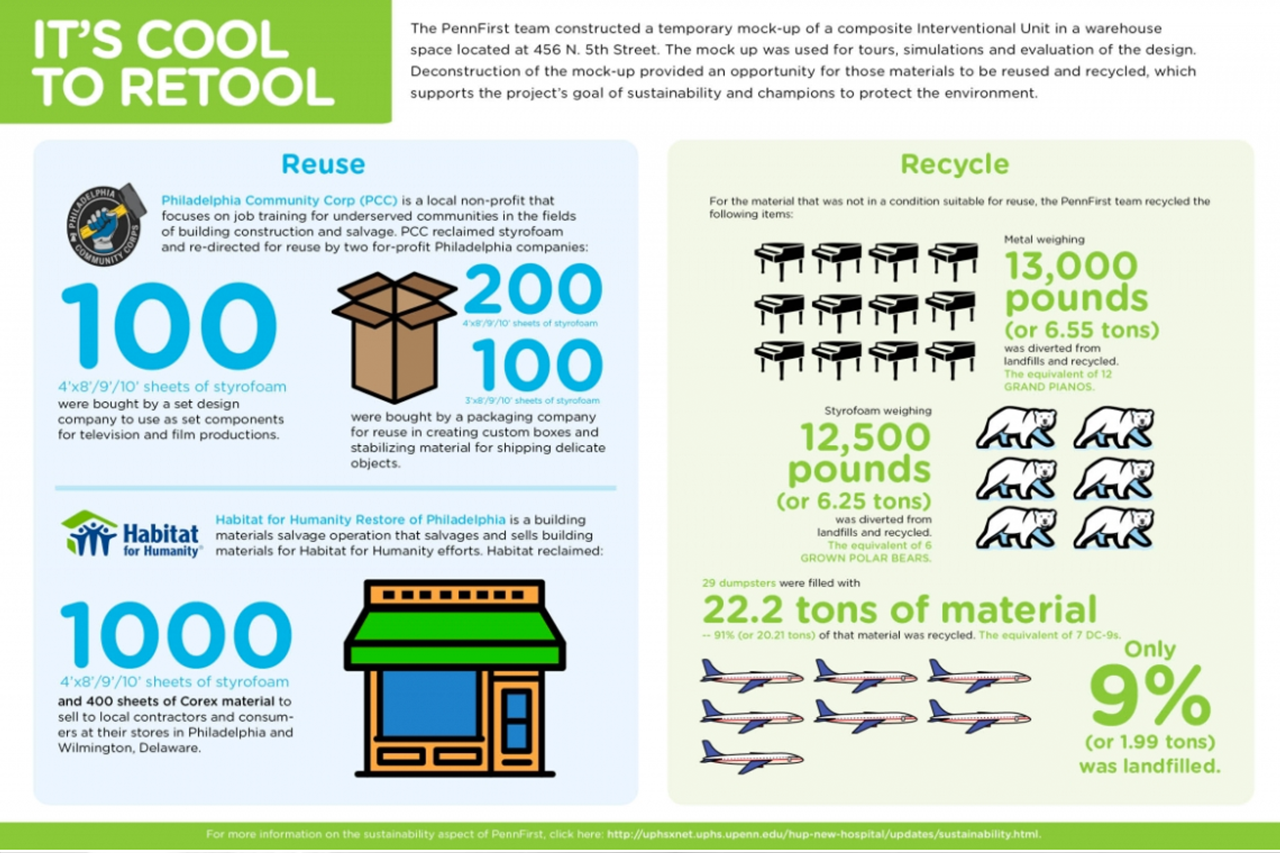 IT'S COOL
TO RETOOL
The PennFirst team constructed a temporary mock-up of a composite Interventional Unit in a warehouse
space located at 456 N. 5th Street. The mock up was used for tours, simulations and evaluation of the design.
Deconstruction of the mock-up provided an opportunity for those materials to be reused and recycled, which
supports the project's goal of sustainability and champions to protect the environment.
Reuse
PHILADELPHIA
COMMUNITY CORPS
Philadelphia Community Corp (PCC) is a local non-profit that
focuses on job training for underserved communities in the fields
of building construction and salvage. PCC reclaimed styrofoam
and re-directed for reuse by two for-profit Philadelphia companies:
100
4'x8'/9'/10' sheets of styrofoam
were bought by a set design
company to use as set components
for television and film productions.
200
4'x8'/9'/10' sheets of styrofoam
100
3'x8'/9'/10' sheets of styrofoam
were bought by a packaging company
for reuse in creating custom boxes and
stabilizing material for shipping delicate
objects.
Habitat
for Humanity®
Habitat for Humanity Restore of Philadelphia is a building
materials salvage operation that salvages and sells building
materials for Habitat for Humanity efforts. Habitat reclaimed:
1000
4'x8'/9'/10' sheets of styrofoam
and 400 sheets of Corex material to
sell to local contractors and consum-
ers at their stores in Philadelphia and
Wilmington, Delaware.
Recycle
For the material that was not in a condition suitable for reuse, the PennFirst team recycled the
following items:
Metal weighing
13,000
pounds
(or 6.55 tons)
was diverted from
landfills and recycled.
The equivalent of 12
GRAND PIANOS.
Styrofoam weighing
12,500
pounds
(or 6.25 tons)
was diverted from
landfills and recycled.
The equivalent of 6
GROWN POLAR BEARS.
29 dumpsters were filled with
22.2 tons of material
-- 91% (or 20.21 tons) of that material was recycled. The equivalent of 7 DC-9s.
Only
9%
(or 1.99 tons)
was landfilled.
For more information on the sustainability aspect of PennFirst, click here: http://uphsxnet.uphs.upenn.edu/hup-new-hospital/updates/sustainability.html.